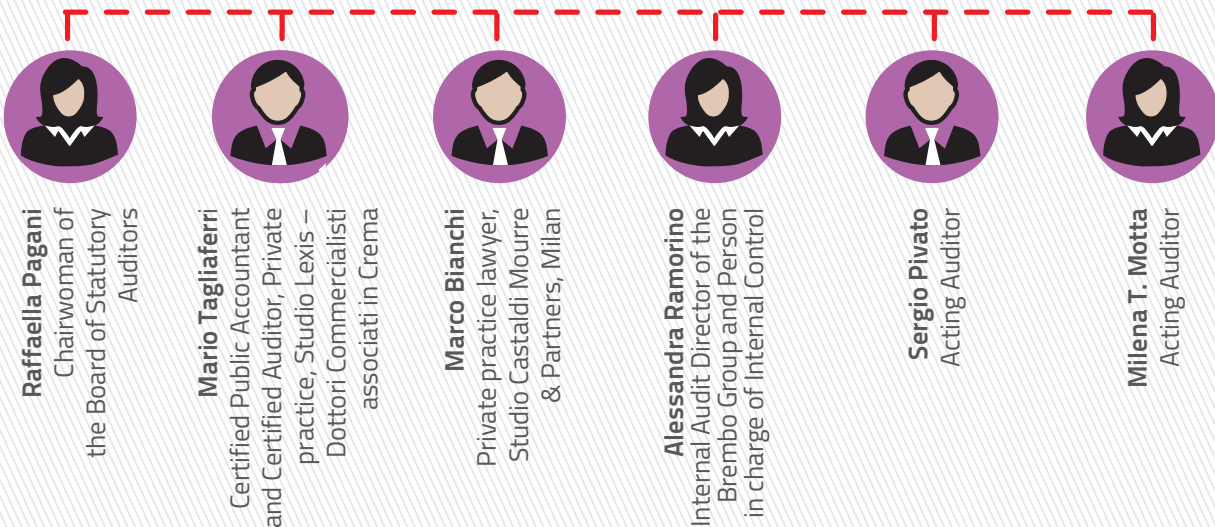 Raffaella Pagani
Chairwoman of
the Board of Statutory
Auditors
Mario Tagliaferri
Certified Public Accountant
and Certified Auditor, Private
practice, Studio Lexis –
Dottori Commercialisti
associati in Crema
Marco Bianchi
Private practice lawyer,
Studio Castaldi Mourre
& Partners, Milan
Alessandra Ramorino
Internal Audit Director of the
Brembo Group and Person
in charge of Internal Control
Sergio Pivato
Acting Auditor
Milena T. Motta
Acting Auditor